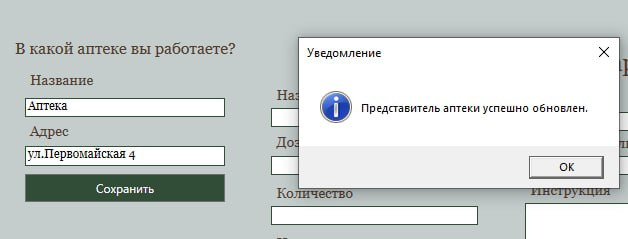 В какой аптеке вы работаете?
Название
Аптека
Адрес
ул.Первомайская 4
Сохранить
Количество
Инструкция
Уведомление
Представитель аптеки успешно обновлен.
OK